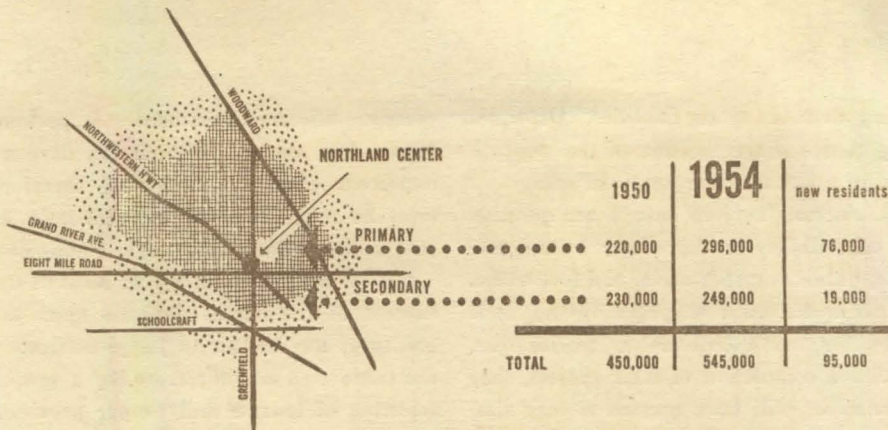 WOODWARD
NORTHWESTERN H'WY
NORTHLAND CENTER
GRAND RIVER AVE.
EIGHT MILE ROAD
SCHOOLCRAFT
GREENFIELD
1950 1954 new residents
PRIMARY 220,000 296,000 76,000
SECONDARY 230,000 249,000 19,000
TOTAL 450,000 545,000 95,000